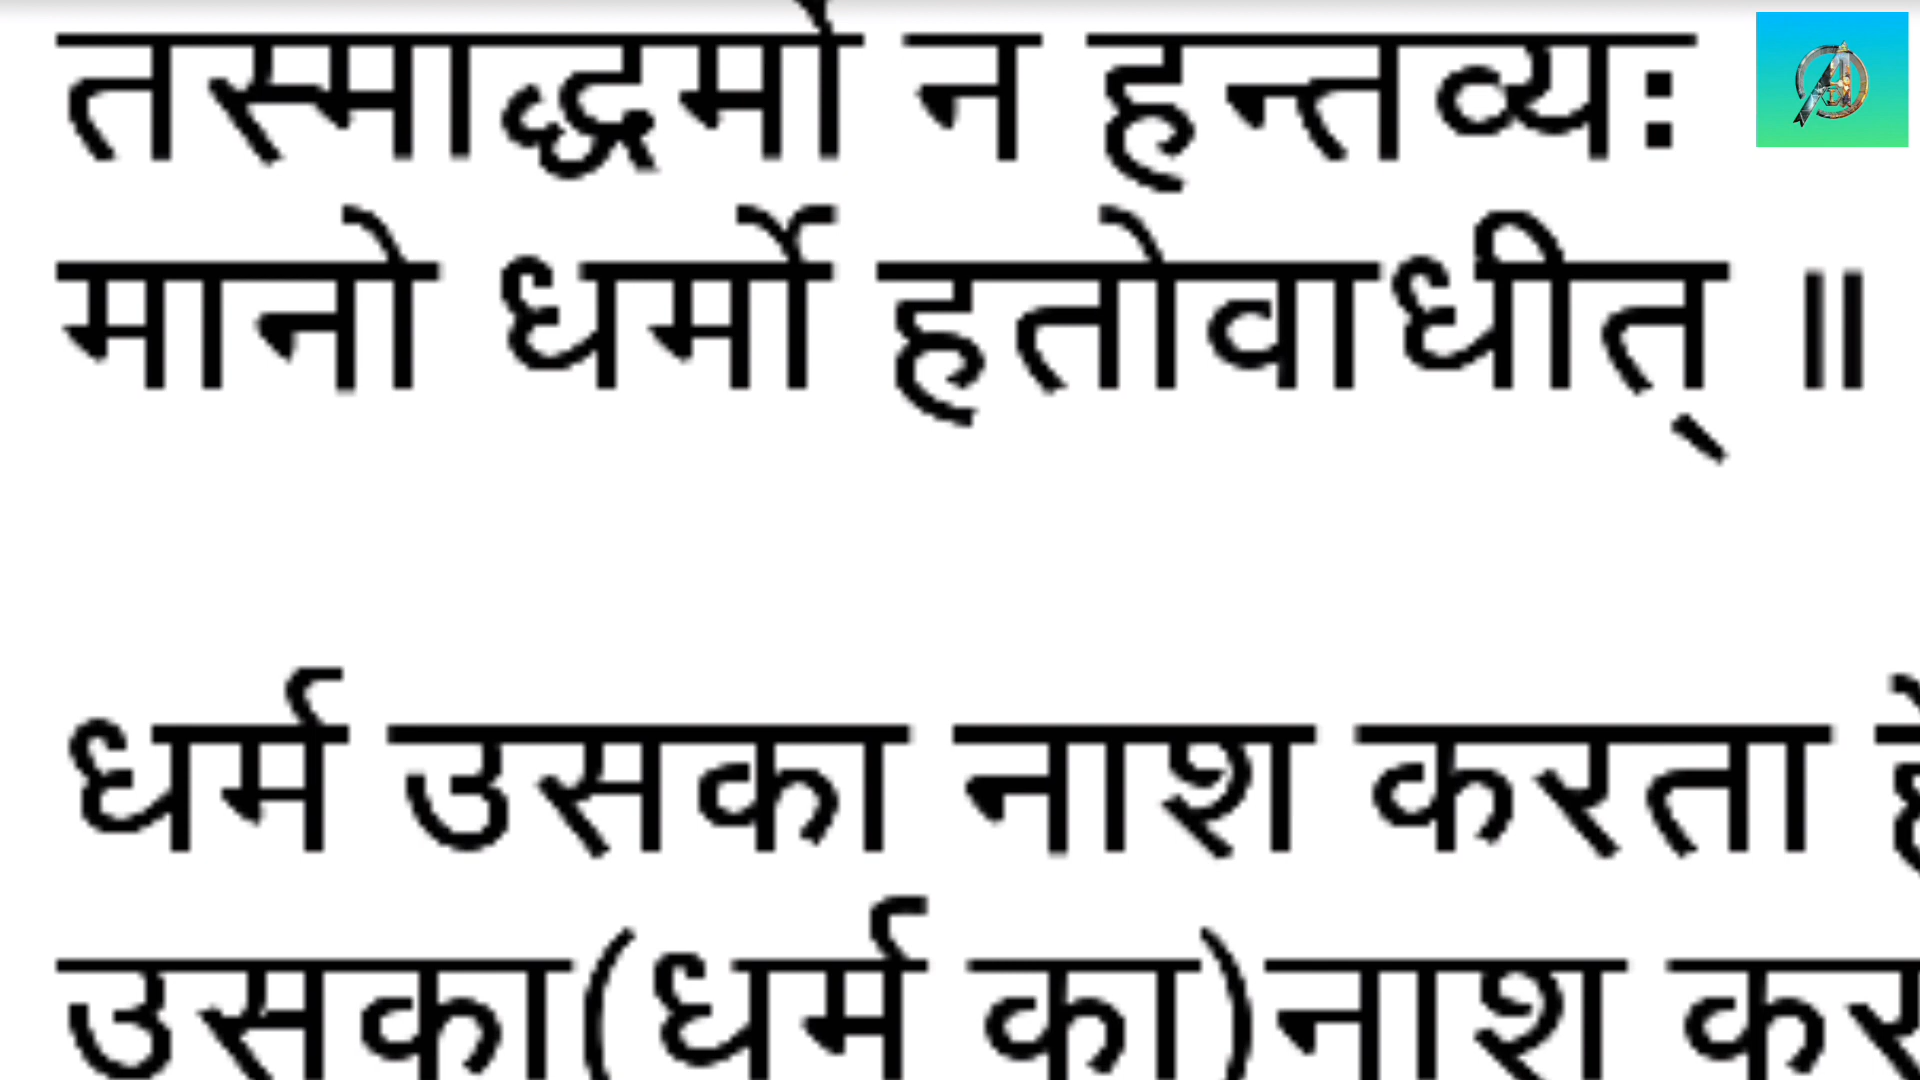 तस्माद्धर्मो न हन्तव्यः
मानो धर्मो हतोवाधीत् ॥
धर्म उसका नाश करता
उसका(धर्म का)नाश